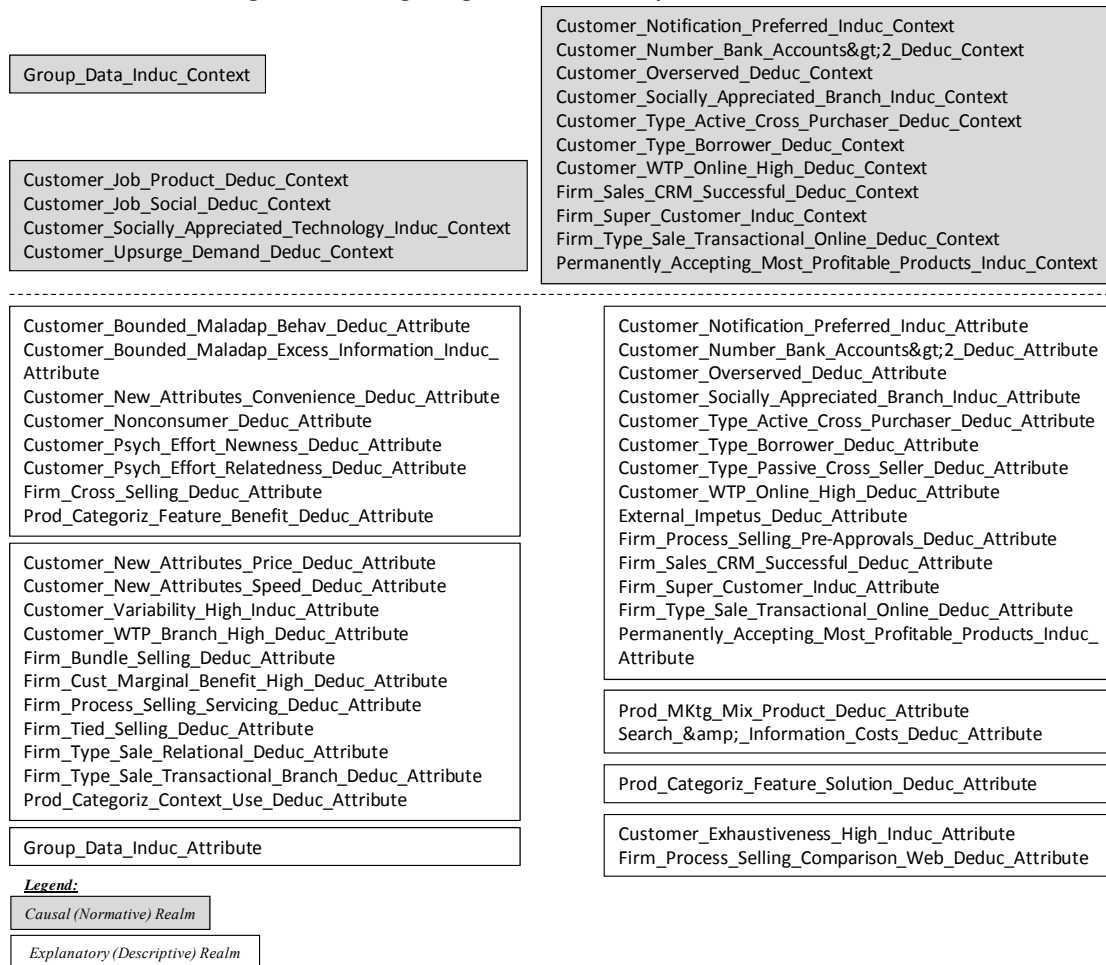 Group_Data_Induc_Context
Customer_Job_Product_Deduc_Context
Customer_Job_Social_Deduc_Context
Customer_Socially_Appreciated_Technology_Induc_Context
Customer_Upsurge_Demand_Deduc_Context
Customer_Notification_Preferred_Induc_Context
Customer_Number_Bank_Accounts&gt;2_Deduc_Context
Customer_Overserved_Deduc_Context
Customer_Socially_Appreciated_Branch_Induc_Context
Customer_Type_Active_Cross_Purchaser_Deduc_Context
Customer_Type_Borrower_Deduc_Context
Customer_WTP_Online_High_Deduc_Context
Firm_Sales_CRM_Successful_Deduc_Context
Firm_Super_Customer_Induc_Context
Firm_Type_Sale_Transactional_Online_Deduc_Context
Permanently_Accepting_Most_Profitable_Products_Induc_Context
Customer_Bounded_Maladap_Behav_Deduc_Attribute
Customer_Bounded_Maladap_Excess_Information_Induc_
Attribute
Customer_New_Attributes_Convenience_Deduc_Attribute
Customer_Nonconsumer_Deduc_Attribute
Customer_Psych_Effort_Newness_Deduc_Attribute
Customer_Psych_Effort_Relatedness_Deduc_Attribute
Firm_Cross_Selling_Deduc_Attribute
Prod_Categoriz_Feature_Benefit_Deduc_Attribute
Customer_New_Attributes_Price_Deduc_Attribute
Customer_New_Attributes_Speed_Deduc_Attribute
Customer_Variability_High_Induc_Attribute
Customer_WTP_Branch_High_Deduc_Attribute
Firm_Bundle_Selling_Deduc_Attribute
Firm_Cust_Marginal_Benefit_High_Deduc_Attribute
Firm_Process_Selling_Servicing_Deduc_Attribute
Firm_Tied_Selling_Deduc_Attribute
Firm_Type_Sale_Relational_Deduc_Attribute
Firm_Type_Sale_Transactional_Branch_Deduc_Attribute
Prod_Categoriz_Context_Use_Deduc_Attribute
Group_Data_Induc_Attribute
Customer_Notification_Preferred_Induc_Attribute
Customer_Number_Bank_Accounts&gt;2_Deduc_Attribute
Customer_Overserved_Deduc_Attribute
Customer_Socially_Appreciated_Branch_Induc_Attribute
Customer_Type_Active_Cross_Purchaser_Deduc_Attribute
Customer_Type_Borrower_Deduc_Attribute
Customer_Type_Passive_Cross_Seller_Deduc_Attribute
Customer_WTP_Online_High_Deduc_Attribute
External_Impetus_Deduc_Attribute
Firm_Process_Selling_Pre-Approvals_Deduc_Attribute
Firm_Sales_CRM_Successful_Deduc_Attribute
Firm_Super_Customer_Induc_Attribute
Firm_Type_Sale_Transactional_Online_Deduc_Attribute
Permanently_Accepting_Most_Profitable_Products_Induc_
Attribute
Prod_MKtg_Mix_Product_Deduc_Attribute
Search_&amp;_Information_Costs_Deduc_Attribute
Prod_Categoriz_Feature_Solution_Deduc_Attribute
Customer_Exhaustiveness_High_Induc_Attribute
Firm_Process_Selling_Comparison_Web_Deduc_Attribute
Legend:
Causal (Normative) Realm
Explanatory (Descriptive) Realm